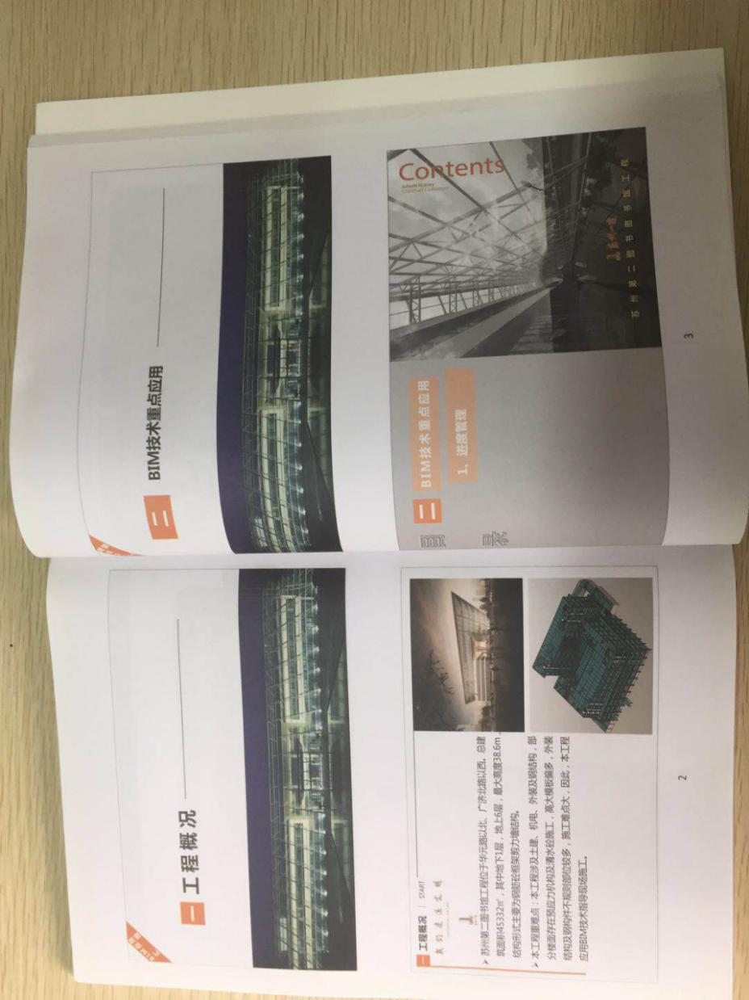 一
工程概况
一
工程概况 | START
➢ 苏州第二图书馆工程位于华元路以北、广济北路以西。总建
筑面积45332㎡，其中地下1层，地上6层，最大高度38.6m，
结构形式主要为钢筋砼框架剪力墙结构。
➢ 本工程重难点：本工程涉及土建、机电、外装及钢结构，部
分楼面存在预应力机构及清水砼施工，高大模板偏多，外装
结构及钢构件不规则部位较多，施工难点大，因此，本工程
应用BIM技术指导现场施工。
2
二
BIM技术重点应用
目
录
二
BIM技术重点应用
1、进度管理
Contents
苏州第二图书图书馆工程
3